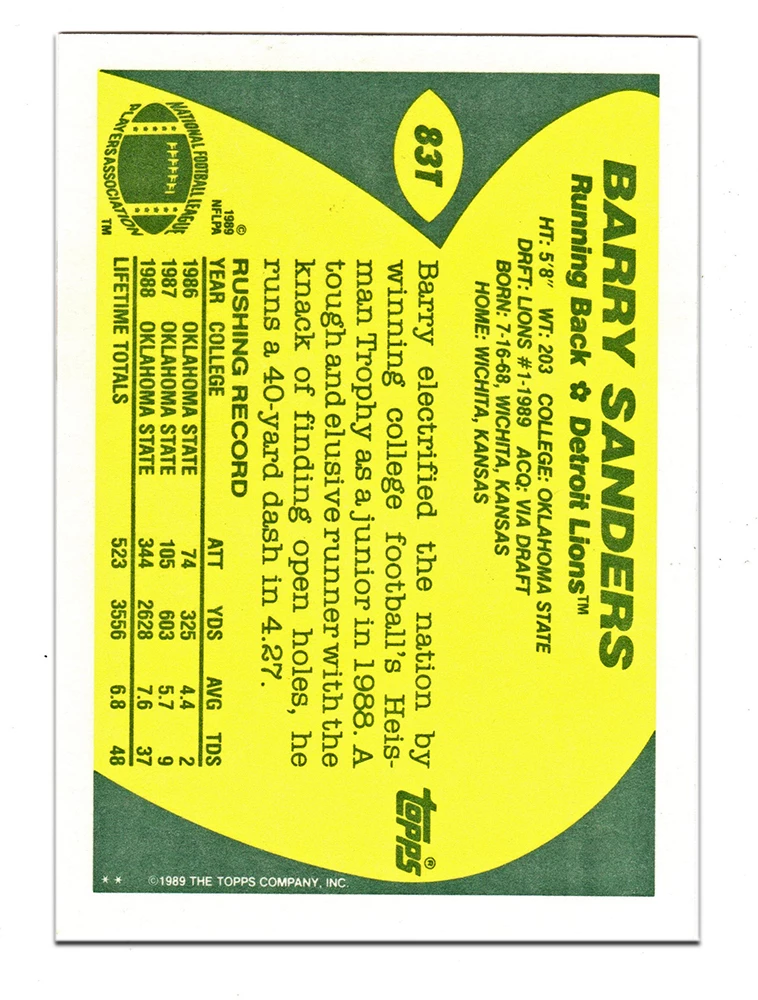 83T
BARRY SANDERS
Running Back ✿ Detroit Lions™
HT: 5'8" WT: 203 COLLEGE: OKLAHOMA STATE
DRFT: LIONS #1-1989 ACQ: VIA DRAFT
BORN: 7-16-68, WICHITA, KANSAS
HOME: WICHITA, KANSAS
Barry electrified the nation by
winning college football's Heis-
man Trophy as a junior in 1988. A
tough and elusive runner with the
knack of finding open holes, he
runs a 40-yard dash in 4.27.
topps®
RUSHING RECORD
YEAR COLLEGE ATT YDS AVG TDS
1986 OKLAHOMA STATE 74 325 4.4 2
1987 OKLAHOMA STATE 105 603 5.7 9
1988 OKLAHOMA STATE 344 2628 7.6 37
LIFETIME TOTALS 523 3556 6.8 48
©
1989
NFLPA
NATIONAL FOOTBALL LEAGUE
PLAYERS ASSOCIATION
TM
** ©1989 THE TOPPS COMPANY, INC.